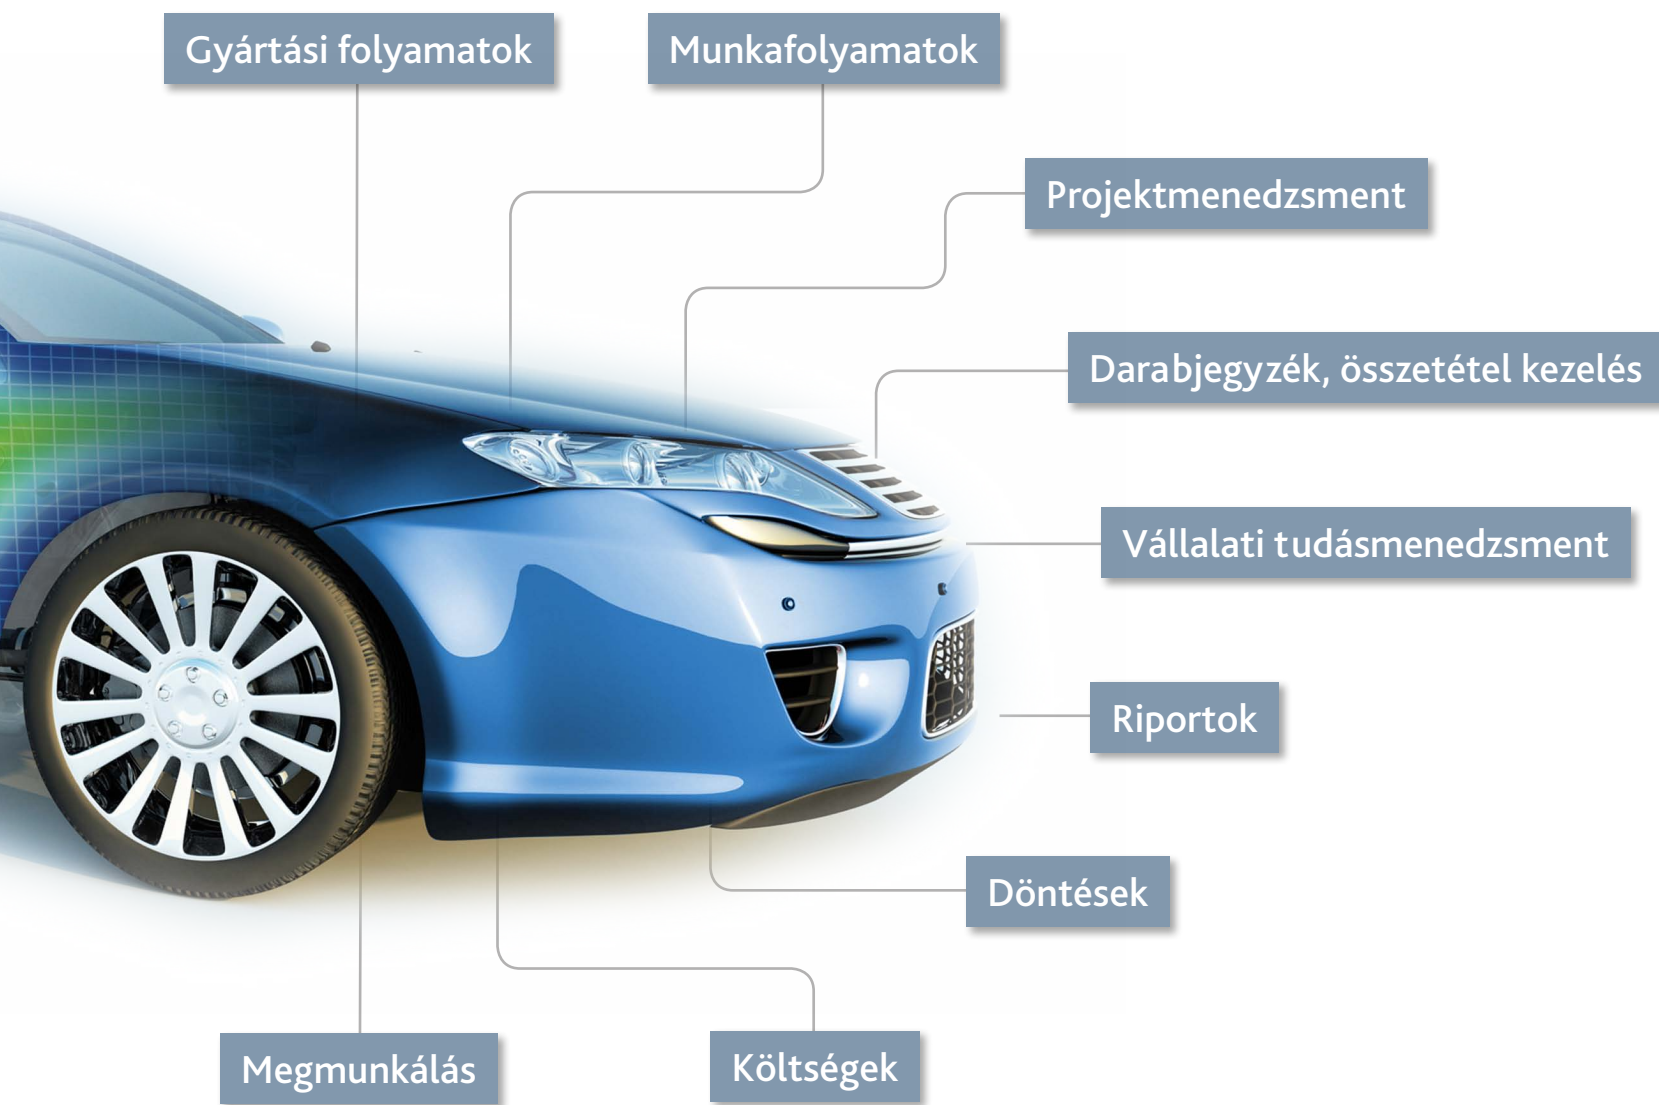 Gyártási folyamatok
Munkafolyamatok
Projektmenedzsment
Darabjegyzék, összetétel kezelés
Vállalati tudásmenedzsment
Riportok
Döntések
Költségek
Megmunkálás